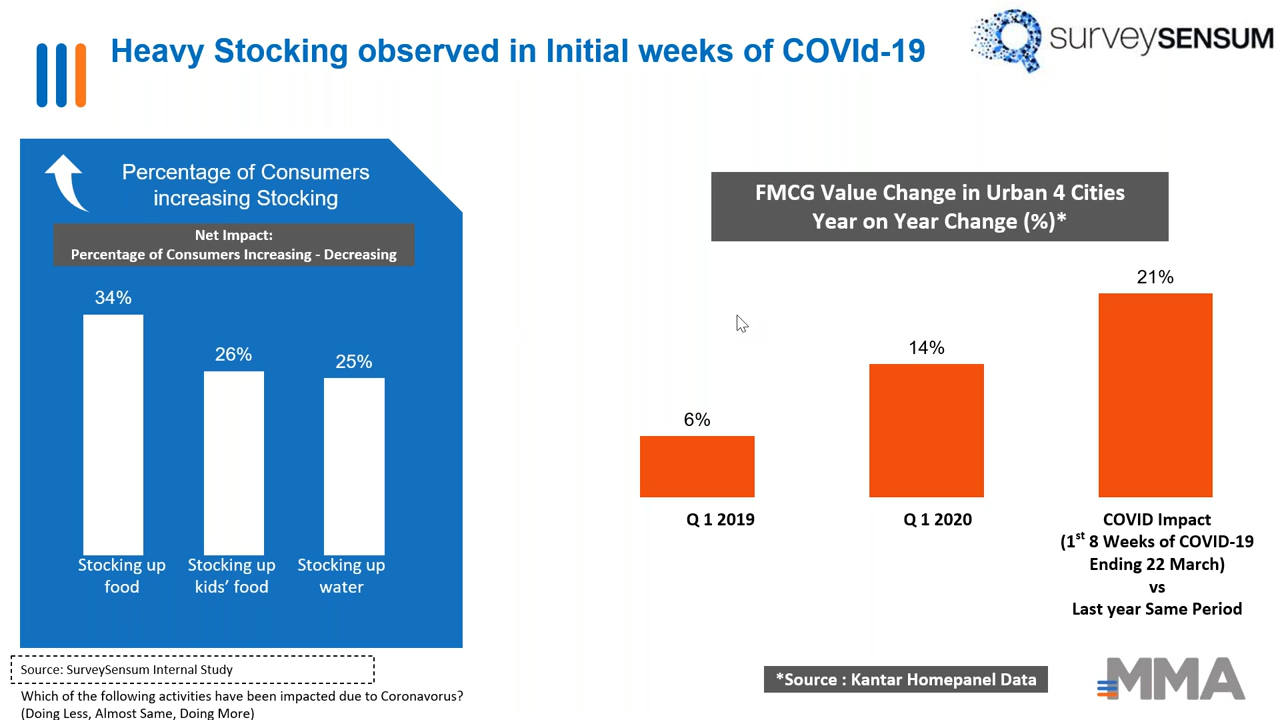 Heavy Stocking observed in Initial weeks of COVId-19
surveySENSUM
Percentage of Consumers
increasing Stocking
Net Impact:
Percentage of Consumers Increasing - Decreasing
34%
26%
25%
Stocking up
food
Stocking up
kids’ food
Stocking up
water
Source: SurveySensum Internal Study
Which of the following activities have been impacted due to Coronavorus?
(Doing Less, Almost Same, Doing More)
FMCG Value Change in Urban 4 Cities
Year on Year Change (%)*
6%
14%
21%
Q 1 2019
Q 1 2020
COVID Impact
(1st 8 Weeks of COVID-19
Ending 22 March)
vs
Last year Same Period
*Source : Kantar Homepanel Data
MMA